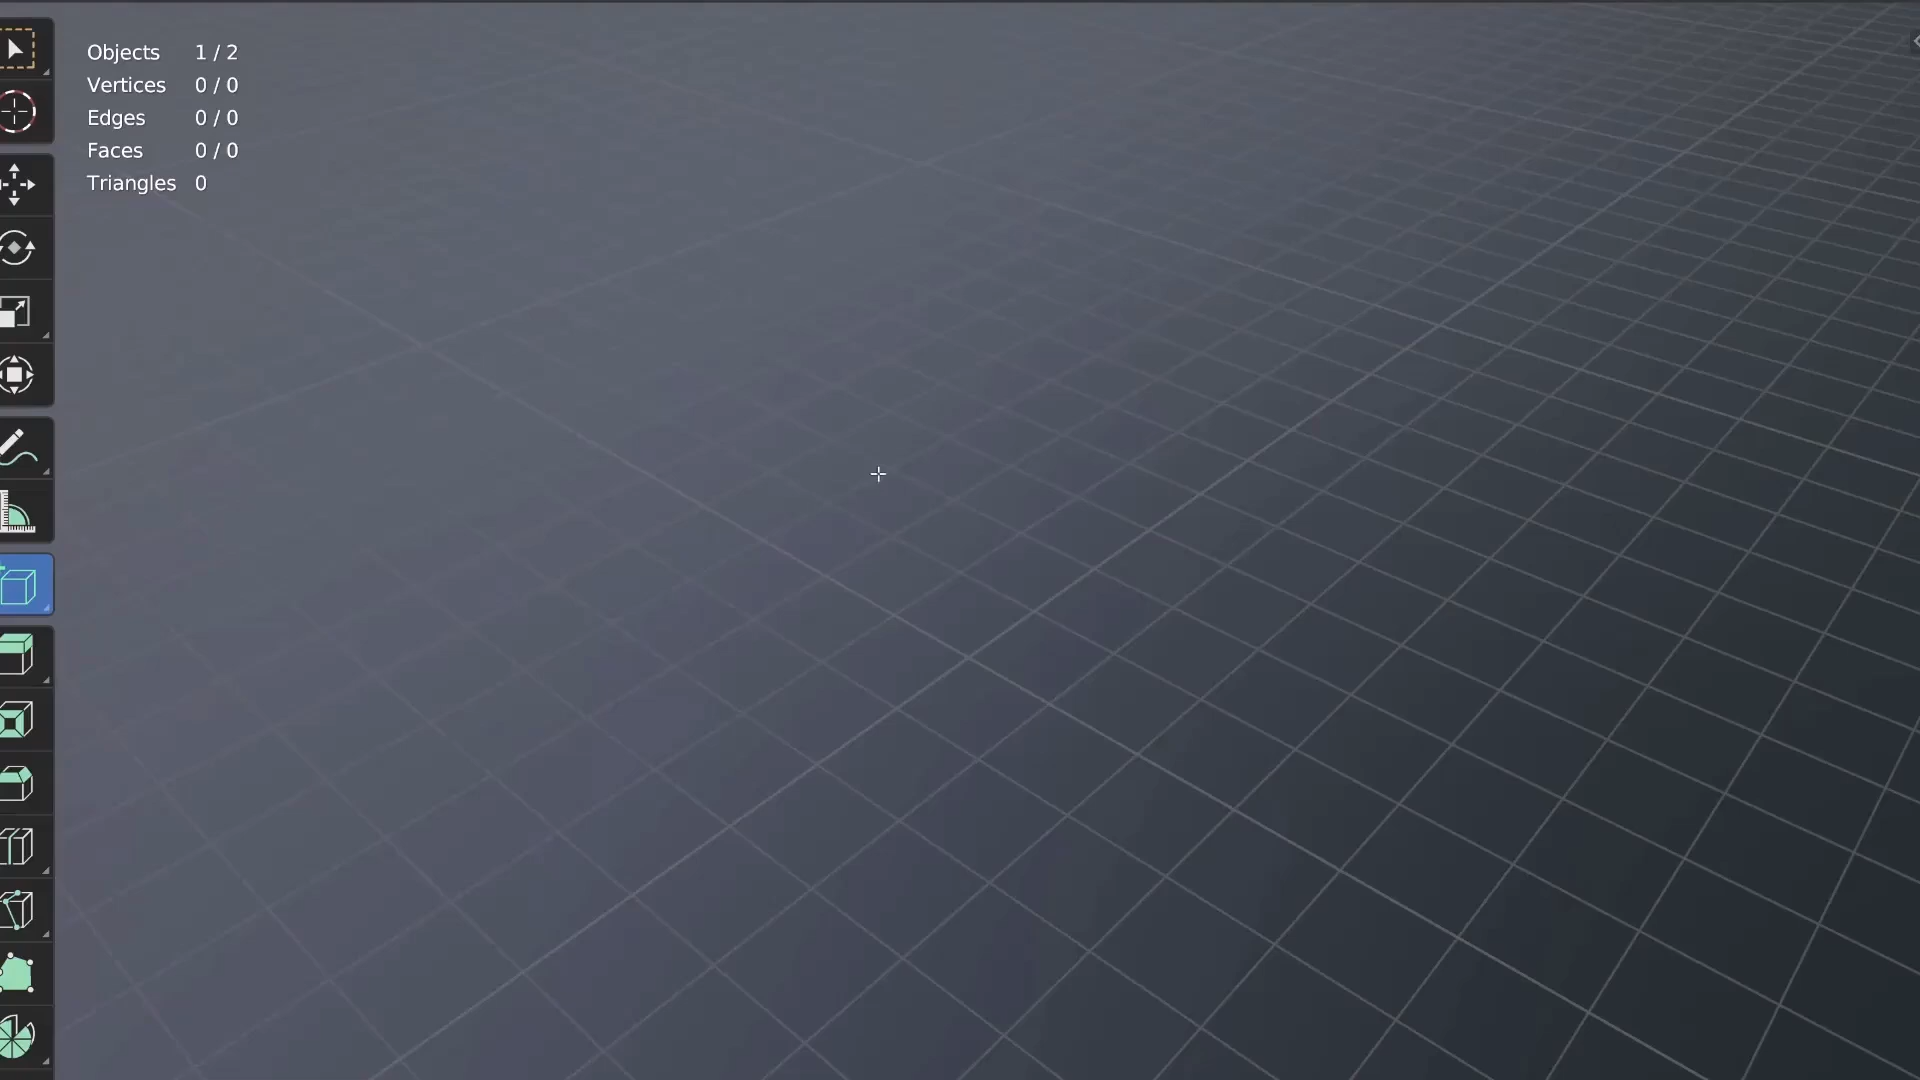 Objects 1 / 2
Vertices 0 / 0
Edges 0 / 0
Faces 0 / 0
Triangles 0